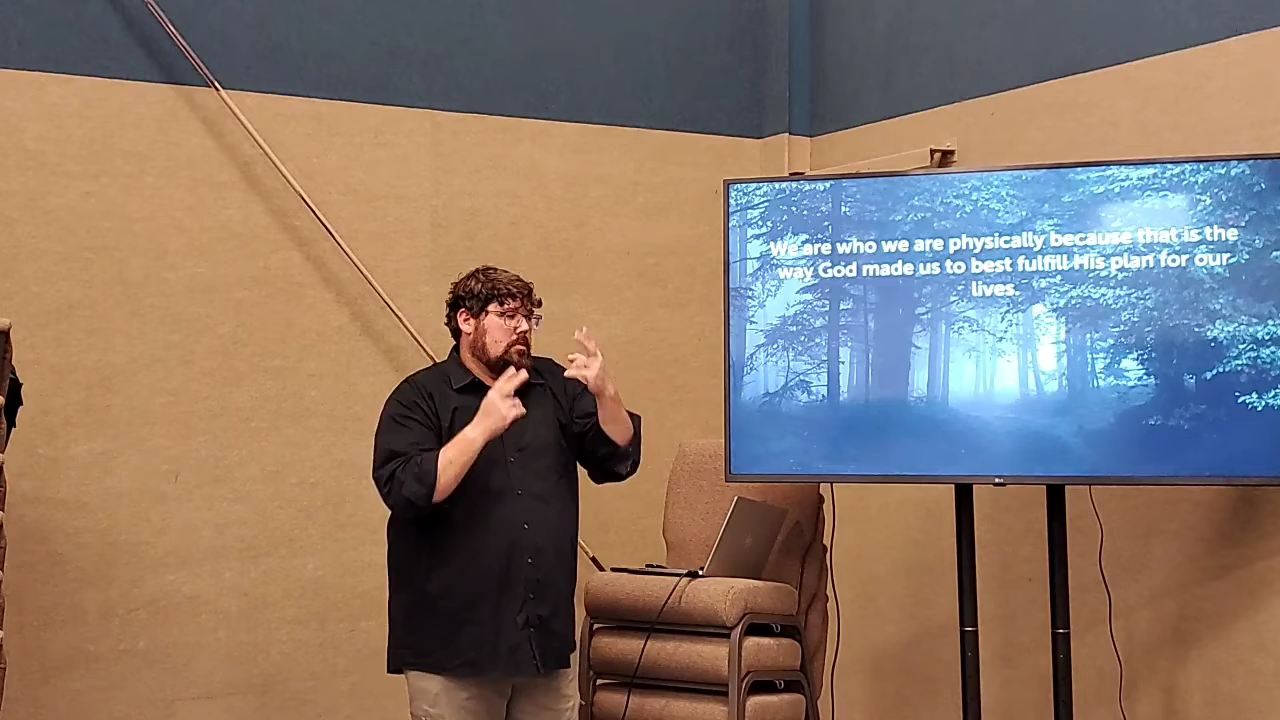 We are who we are physically because that is the
way God made us to best fulfill His plan for our
lives.
LG